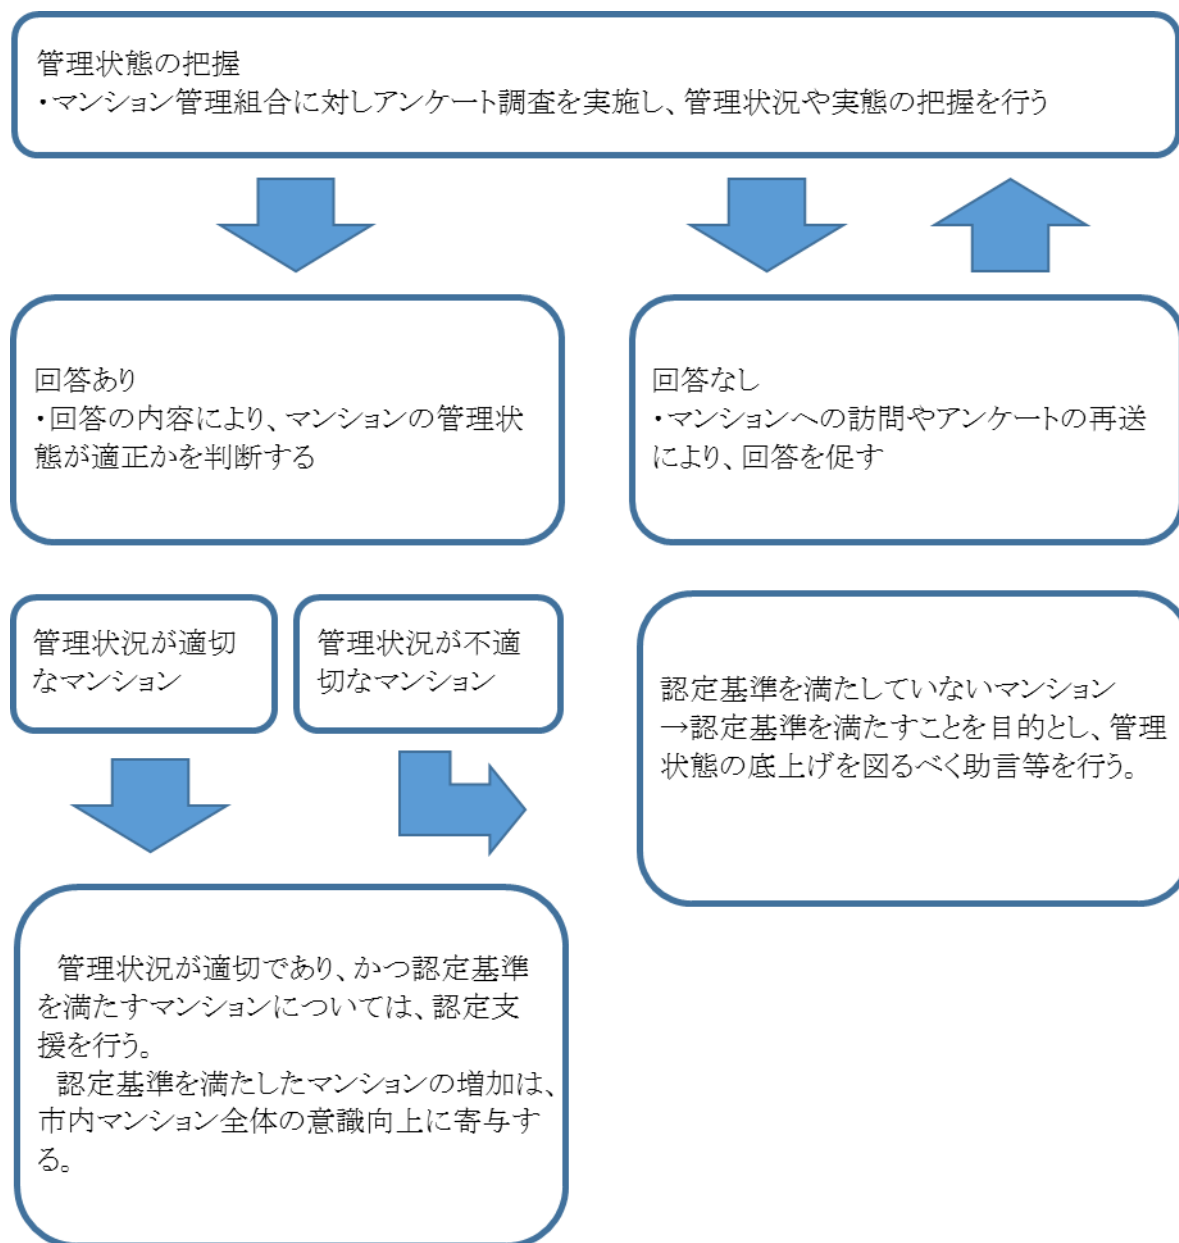 管理状態の把握
・マンション管理組合に対しアンケート調査を実施し、管理状況や実態の把握を行う
回答あり
・回答の内容により、マンションの管理状
態が適正かを判断する
回答なし
・マンションへの訪問やアンケートの再送
により、回答を促す
管理状況が適切
なマンション
管理状況が不適
切なマンション
認定基準を満たしていないマンション
→認定基準を満たすことを目的とし、管理
状態の底上げを図るべく助言等を行う。
管理状況が適切であり、かつ認定基準
を満たすマンションについては、認定支
援を行う。
認定基準を満たしたマンションの増加は、
市内マンション全体の意識向上に寄与す
る。